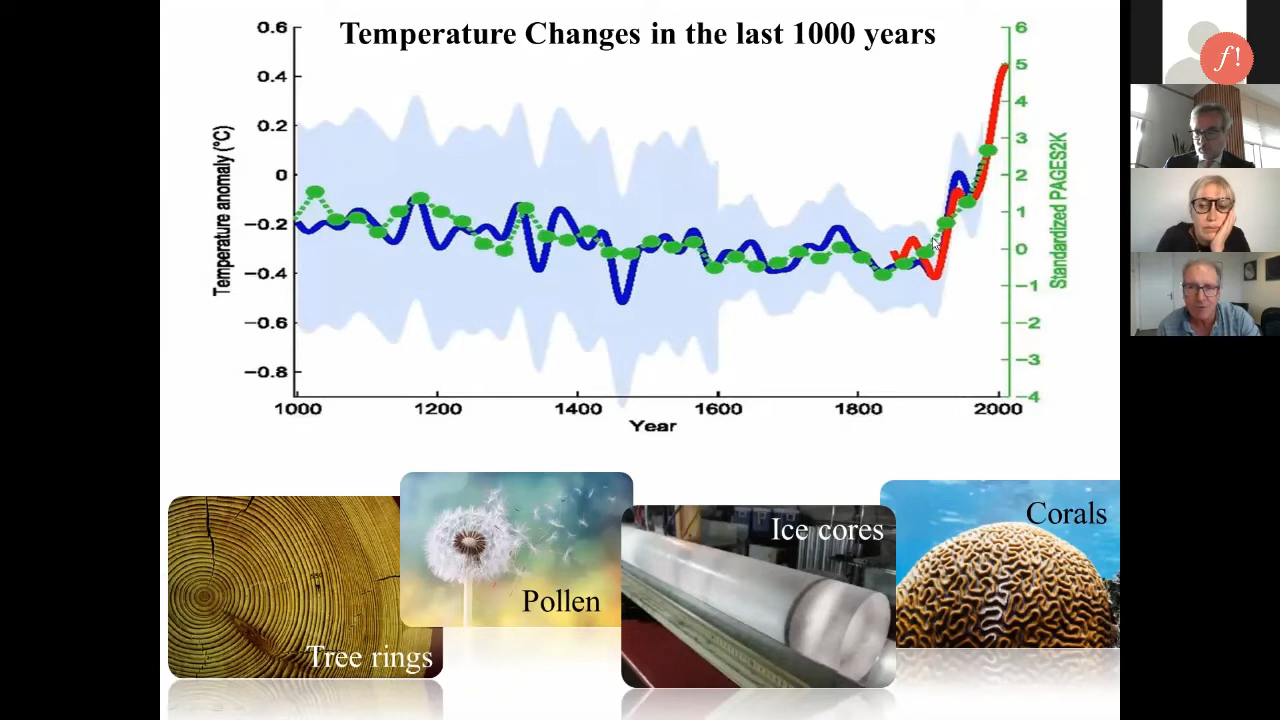 Temperature Changes in the last 1000 years
0.6
0.4
0.2
0
−0.2
−0.4
−0.6
−0.8
Temperature anomaly (°C)
6
5
4
3
2
1
0
−1
−2
−3
−4
Standardized PAGES2K
1000
1200
1400
1600
1800
2000
Year
Tree rings
Pollen
Ice cores
Corals
f!